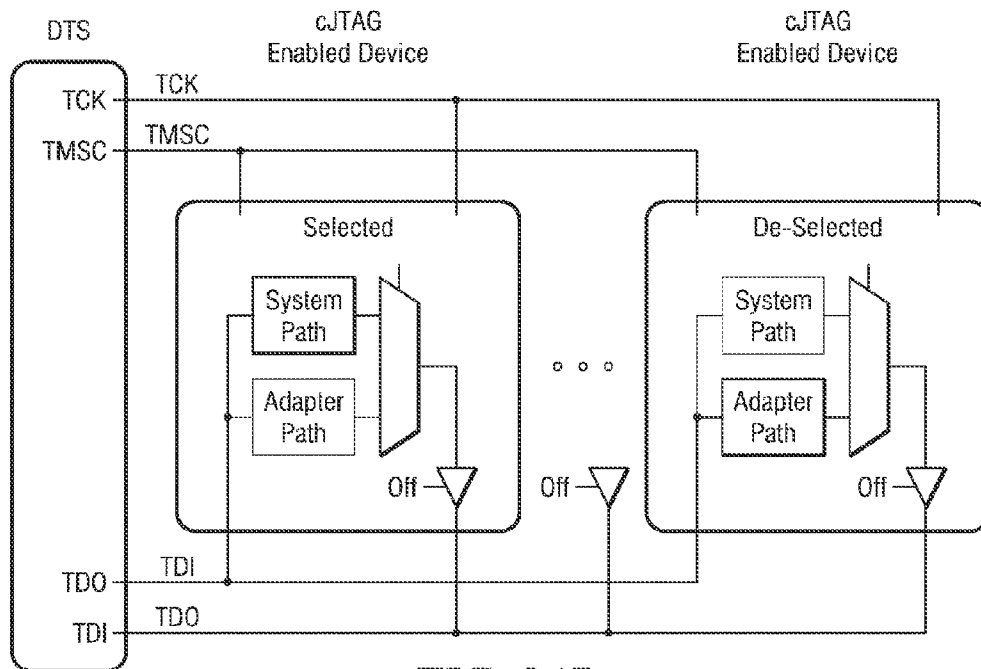 DTS
cJTAG
Enabled Device
cJTAG
Enabled Device
TCK
TCK
TMSC
TMSC
Selected
De-Selected
System
Path
System
Path
Adapter
Path
Adapter
Path
Off
Off
Off
TDO
TDI
TDI
TDO